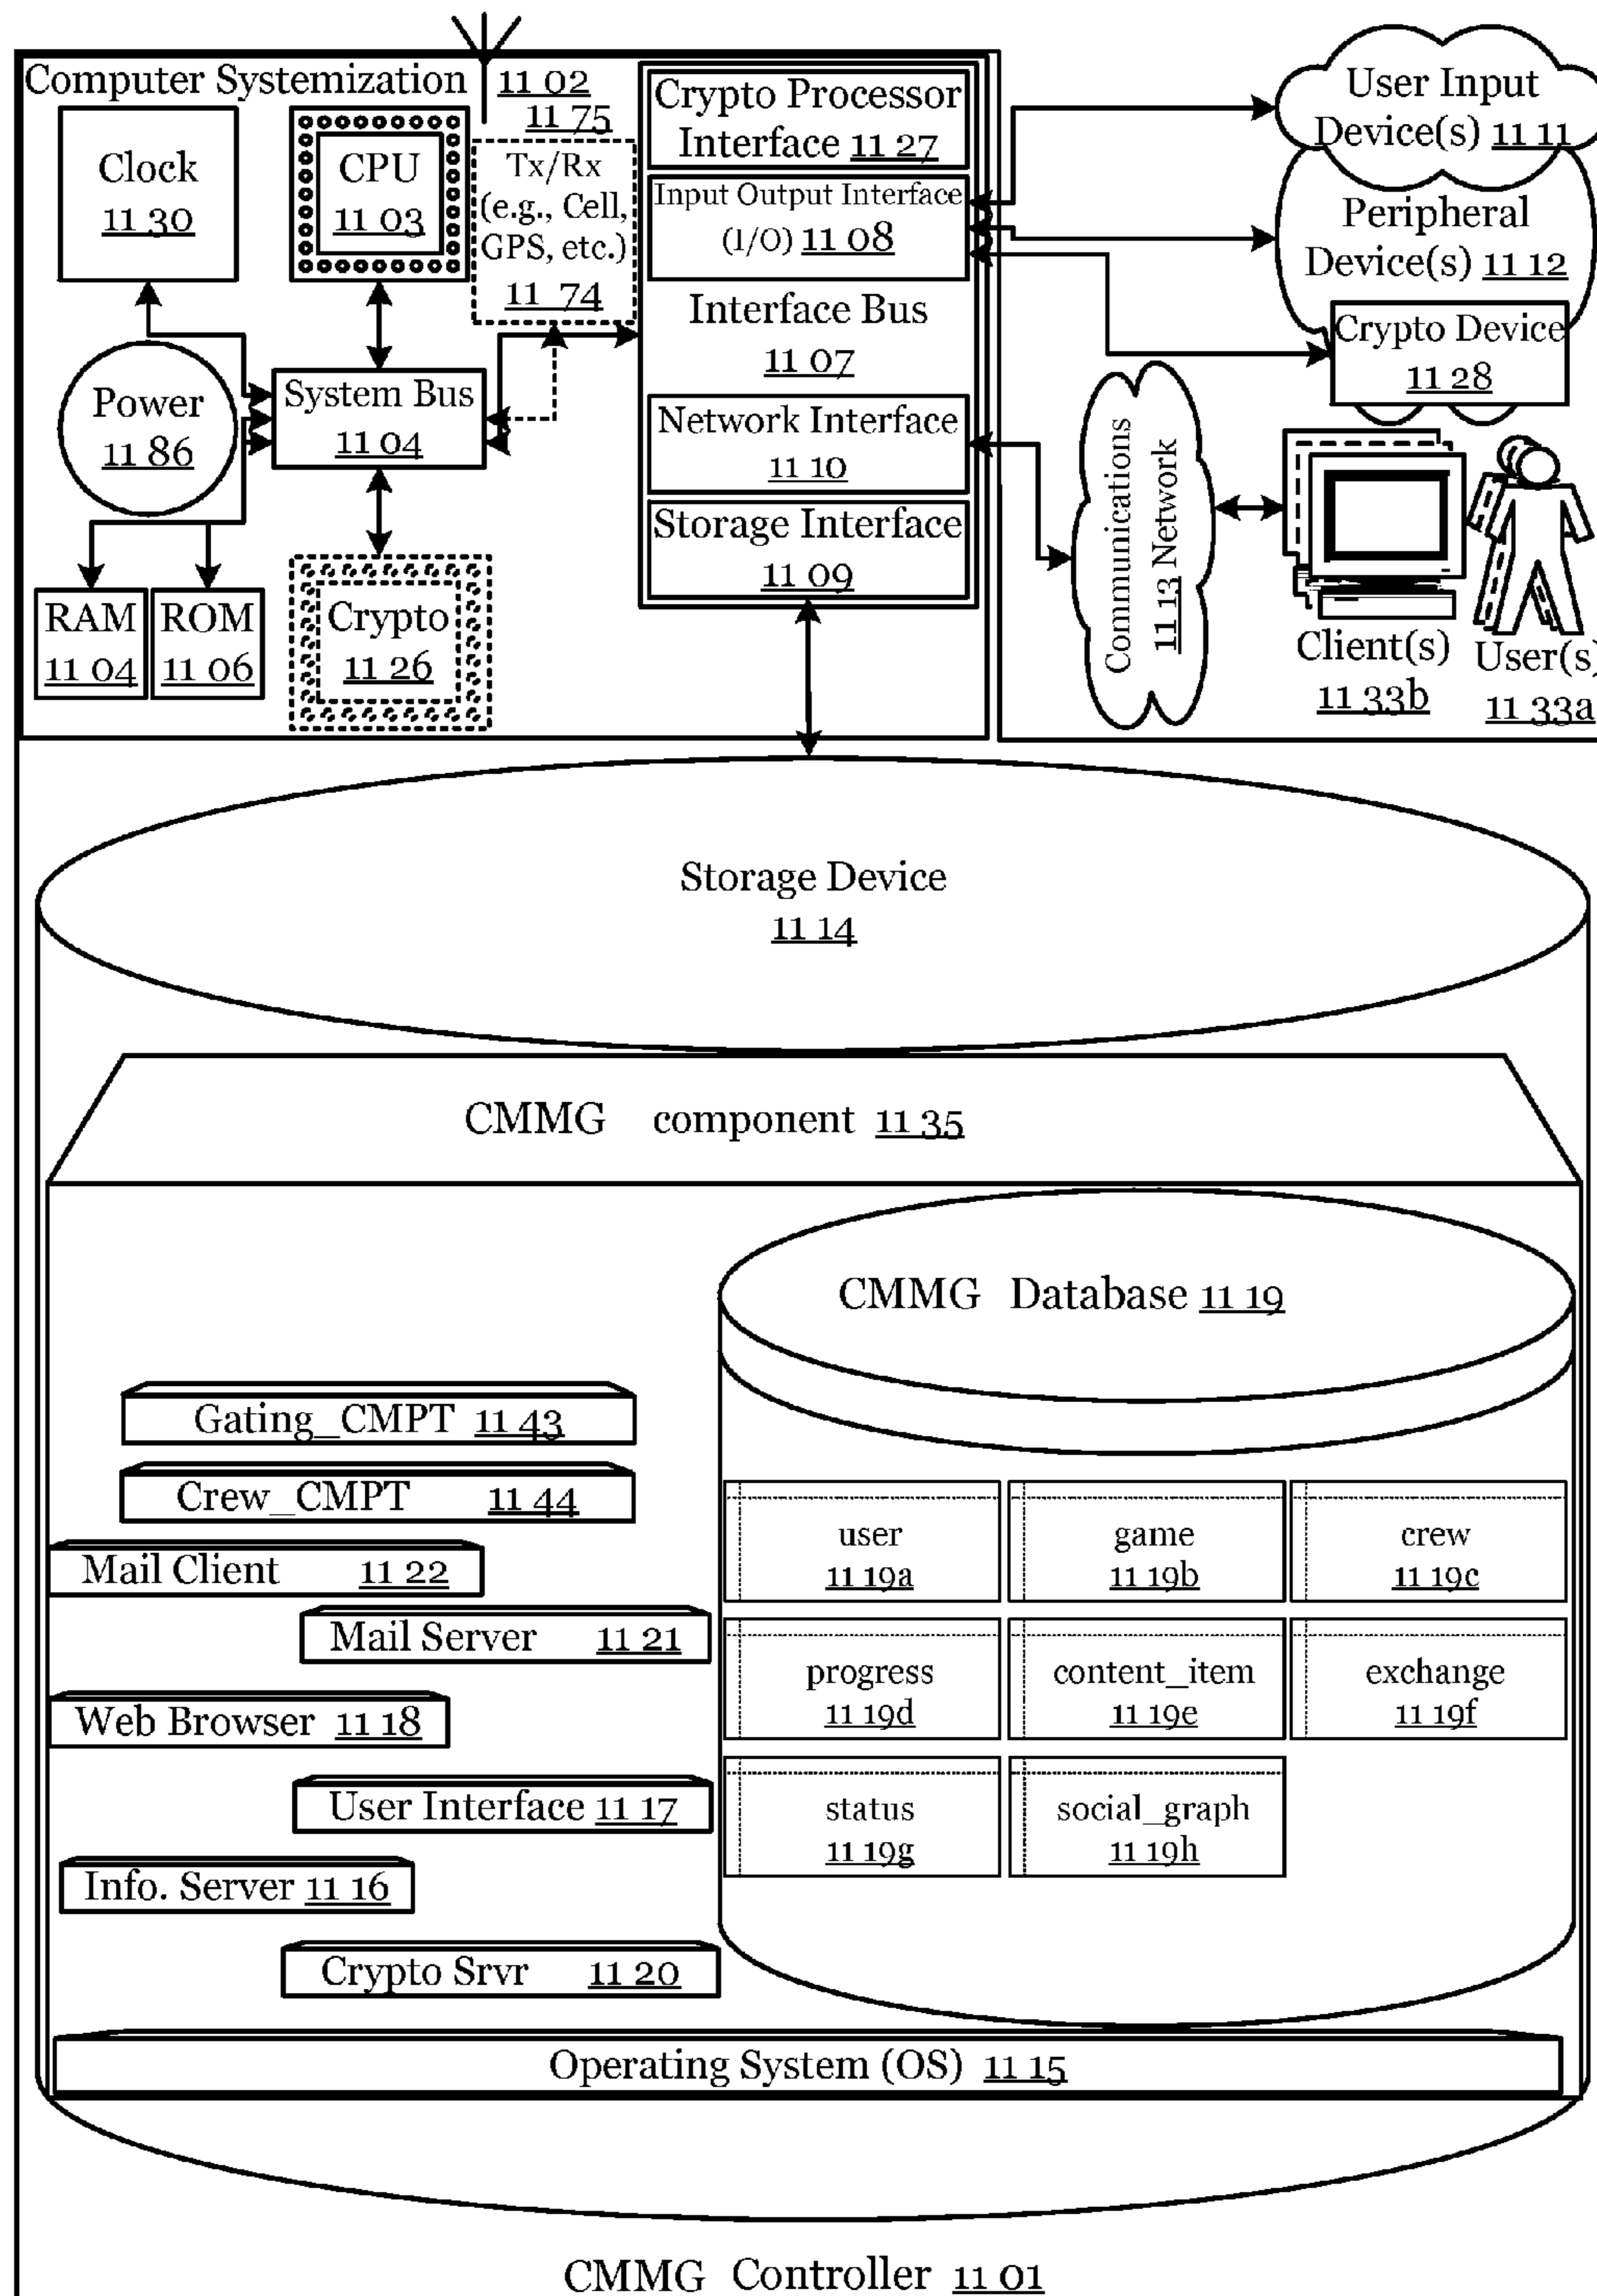 Computer Systemization 11 02
11 75
Clock
11 30
CPU
11 03
Tx/Rx
(e.g., Cell,
GPS, etc.)
11 74
Power
11 86
System Bus
11 04
RAM
11 04
ROM
11 06
Crypto
11 26
Crypto Processor
Interface 11 27
Input Output Interface
(I/O) 11 08
Interface Bus
11 07
Network Interface
11 10
Storage Interface
11 09
User Input
Device(s) 11 11
Peripheral
Device(s) 11 12
Crypto Device
11 28
Communications
11 13 Network
Client(s)
11 33b
User(s)
11 33a
Storage Device
11 14
CMMG component 11 35
CMMG Database 11 19
Gating_CMPT 11 43
Crew_CMPT 11 44
Mail Client 11 22
Mail Server 11 21
Web Browser 11 18
User Interface 11 17
Info. Server 11 16
Crypto Srvr 11 20
user
11 19a
game
11 19b
crew
11 19c
progress
11 19d
content_item
11 19e
exchange
11 19f
status
11 19g
social_graph
11 19h
Operating System (OS) 11 15
CMMG Controller 11 01